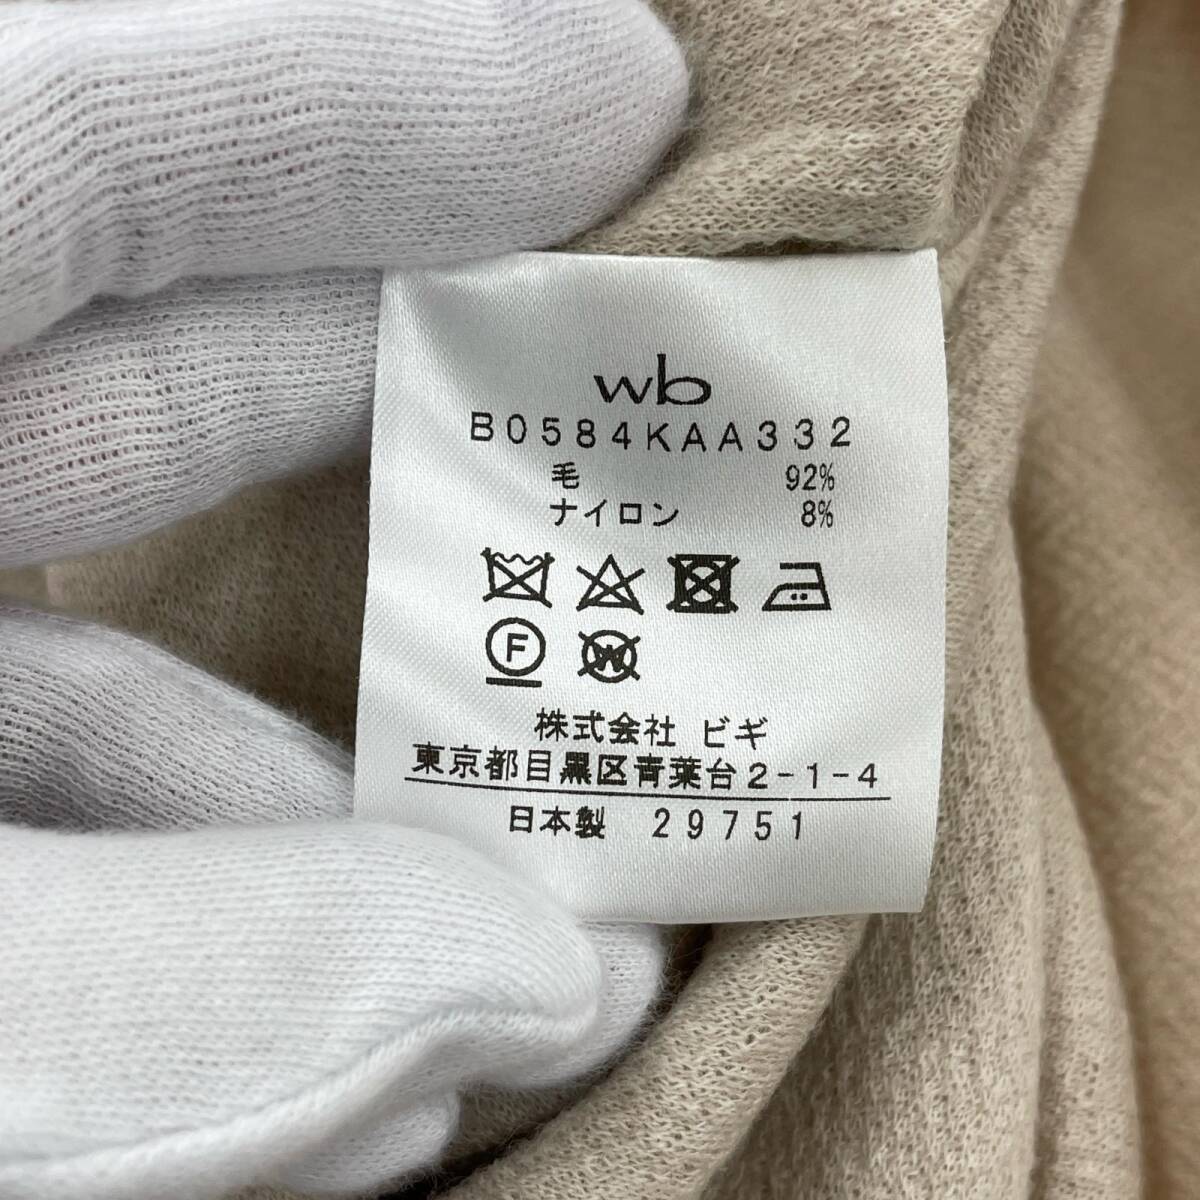 wb
B0584KAA332
毛 92%
ナイロン 8%
F
W
株式会社 ビギ
東京都目黒区青葉台2-1-4
日本製 29751